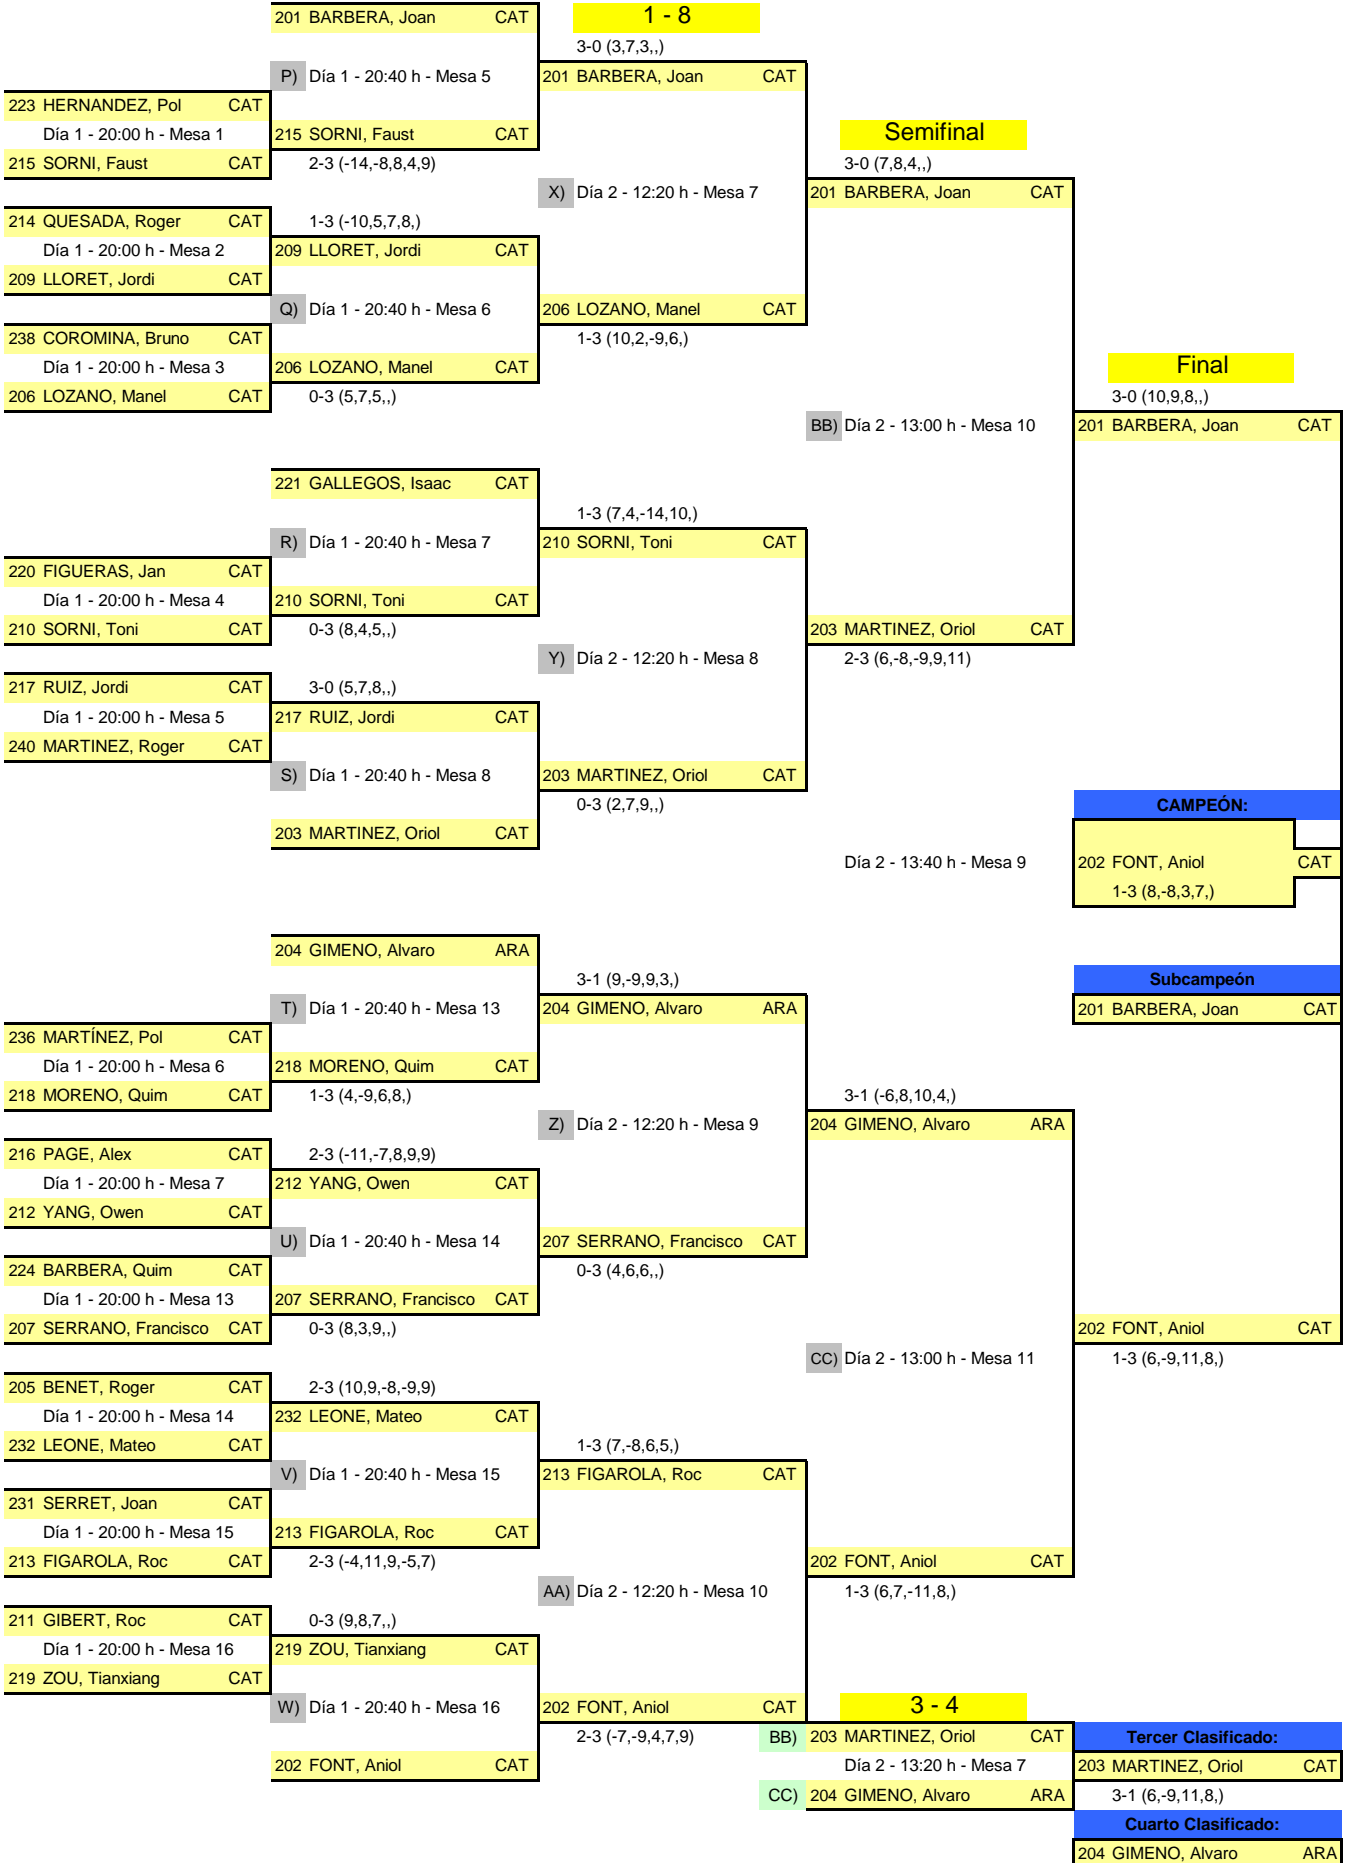 201 BARBERA, Joan CAT 1 - 8
3-0 (3,7,3,,)
P) Día 1 - 20:40 h - Mesa 5 201 BARBERA, Joan CAT
223 HERNANDEZ, Pol CAT
Día 1 - 20:00 h - Mesa 1 215 SORNI, Faust CAT Semifinal
215 SORNI, Faust CAT 2-3 (-14,-8,8,4,9) 3-0 (7,8,4,,)
X) Día 2 - 12:20 h - Mesa 7 201 BARBERA, Joan CAT
214 QUESADA, Roger CAT 1-3 (-10,5,7,8,)
Día 1 - 20:00 h - Mesa 2 209 LLORET, Jordi CAT
209 LLORET, Jordi CAT
Q) Día 1 - 20:40 h - Mesa 6 206 LOZANO, Manel CAT
238 COROMINA, Bruno CAT 1-3 (10,2,-9,6,)
Día 1 - 20:00 h - Mesa 3 206 LOZANO, Manel CAT Final
206 LOZANO, Manel CAT 0-3 (5,7,5,,) 3-0 (10,9,8,,)
BB) Día 2 - 13:00 h - Mesa 10 201 BARBERA, Joan CAT
221 GALLEGOS, Isaac CAT
1-3 (7,4,-14,10,)
R) Día 1 - 20:40 h - Mesa 7 210 SORNI, Toni CAT
220 FIGUERAS, Jan CAT
Día 1 - 20:00 h - Mesa 4 210 SORNI, Toni CAT
210 SORNI, Toni CAT 0-3 (8,4,5,,) 203 MARTINEZ, Oriol CAT
Y) Día 2 - 12:20 h - Mesa 8 2-3 (6,-8,-9,9,11)
217 RUIZ, Jordi CAT 3-0 (5,7,8,,)
Día 1 - 20:00 h - Mesa 5 217 RUIZ, Jordi CAT
240 MARTINEZ, Roger CAT
S) Día 1 - 20:40 h - Mesa 8 203 MARTINEZ, Oriol CAT
0-3 (2,7,9,,) CAMPEÓN:
203 MARTINEZ, Oriol CAT
Día 2 - 13:40 h - Mesa 9 202 FONT, Aniol CAT
1-3 (8,-8,3,7,)
204 GIMENO, Alvaro ARA
3-1 (9,-9,9,3,) Subcampeón
T) Día 1 - 20:40 h - Mesa 13 204 GIMENO, Alvaro ARA 201 BARBERA, Joan CAT
236 MARTÍNEZ, Pol CAT
Día 1 - 20:00 h - Mesa 6 218 MORENO, Quim CAT
218 MORENO, Quim CAT 1-3 (4,-9,6,8,) 3-1 (-6,8,10,4,)
Z) Día 2 - 12:20 h - Mesa 9 204 GIMENO, Alvaro ARA
216 PAGE, Alex CAT 2-3 (-11,-7,8,9,9)
Día 1 - 20:00 h - Mesa 7 212 YANG, Owen CAT
212 YANG, Owen CAT
U) Día 1 - 20:40 h - Mesa 14 207 SERRANO, Francisco CAT
224 BARBERA, Quim CAT 0-3 (4,6,6,,)
Día 1 - 20:00 h - Mesa 13 207 SERRANO, Francisco CAT
207 SERRANO, Francisco CAT 0-3 (8,3,9,,) 202 FONT, Aniol CAT
CC) Día 2 - 13:00 h - Mesa 11 1-3 (6,-9,11,8,)
205 BENET, Roger CAT 2-3 (10,9,-8,-9,9)
Día 1 - 20:00 h - Mesa 14 232 LEONE, Mateo CAT
232 LEONE, Mateo CAT 1-3 (7,-8,6,5,)
V) Día 1 - 20:40 h - Mesa 15 213 FIGAROLA, Roc CAT
231 SERRET, Joan CAT
Día 1 - 20:00 h - Mesa 15 213 FIGAROLA, Roc CAT
213 FIGAROLA, Roc CAT 2-3 (-4,11,9,-5,7) 202 FONT, Aniol CAT
AA) Día 2 - 12:20 h - Mesa 10 1-3 (6,7,-11,8,)
211 GIBERT, Roc CAT 0-3 (9,8,7,,)
Día 1 - 20:00 h - Mesa 16 219 ZOU, Tianxiang CAT
219 ZOU, Tianxiang CAT
W) Día 1 - 20:40 h - Mesa 16 202 FONT, Aniol CAT 3 - 4
2-3 (-7,-9,4,7,9) BB) 203 MARTINEZ, Oriol CAT Tercer Clasificado:
202 FONT, Aniol CAT Día 2 - 13:20 h - Mesa 7 203 MARTINEZ, Oriol CAT
CC) 204 GIMENO, Alvaro ARA 3-1 (6,-9,11,8,)
Cuarto Clasificado:
204 GIMENO, Alvaro ARA